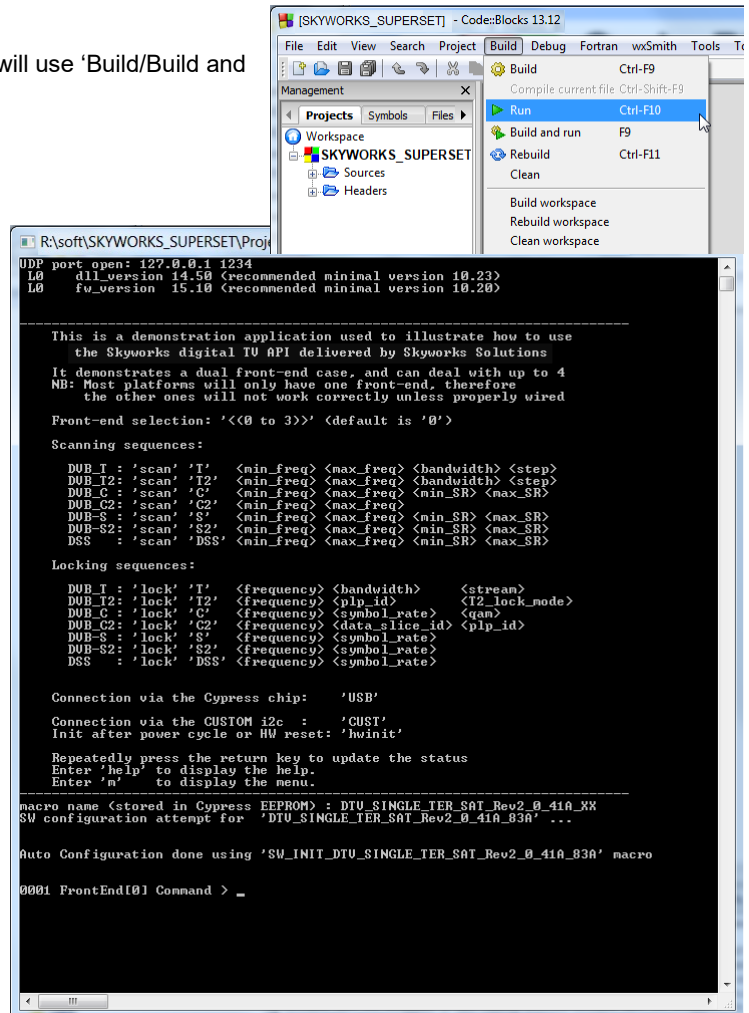 will use ‘Build/Build and
[SKYWORKS_SUPERSET] - Code::Blocks 13.12
File Edit View Search Project Build Debug Fortran wxSmith Tools
Management X
Projects Symbols Files
Workspace
SKYWORKS_SUPERSET
Sources
Headers
Build Ctrl-F9
Compile current file Ctrl-Shift-F9
Run Ctrl-F10
Build and run F9
Rebuild Ctrl-F11
Clean
Build workspace
Rebuild workspace
Clean workspace
R:\soft\SKYWORKS_SUPERSET\Proje
UDP port open: 127.0.0.1 1234
L0 dll_version 14.50 (recommended minimal version 10.23)
L0 fw_version 15.10 (recommended minimal version 10.20)
This is a demonstration application used to illustrate how to use
the Skyworks digital TV API delivered by Skyworks Solutions
It demonstrates a dual front-end case, and can deal with up to 4
NB: Most platforms will only have one front-end, therefore
the other ones will not work correctly unless properly wired
Front-end selection: '<<0 to 3>>' (default is '0')
Scanning sequences:
DVB_T : 'scan' 'T' <min_freq> <max_freq> <bandwidth> <step>
DVB_T2: 'scan' 'T2' <min_freq> <max_freq> <bandwidth> <step>
DVB_C : 'scan' 'C' <min_freq> <max_freq> <min_SR> <max_SR>
DVB_C2: 'scan' 'C2' <min_freq> <max_freq>
DVB-S : 'scan' 'S' <min_freq> <max_freq> <min_SR> <max_SR>
DVB-S2: 'scan' 'S2' <min_freq> <max_freq> <min_SR> <max_SR>
DSS : 'scan' 'DSS' <min_freq> <max_freq> <min_SR> <max_SR>
Locking sequences:
DVB_T : 'lock' 'T' <frequency> <bandwidth> <stream>
DVB_T2: 'lock' 'T2' <frequency> <plp_id> <T2_lock_mode>
DVB_C : 'lock' 'C' <frequency> <symbol_rate> <qam>
DVB_C2: 'lock' 'C2' <frequency> <data_slice_id> <plp_id>
DVB-S : 'lock' 'S' <frequency> <symbol_rate>
DVB-S2: 'lock' 'S2' <frequency> <symbol_rate>
DSS : 'lock' 'DSS' <frequency> <symbol_rate>
Connection via the Cypress chip: 'USB'
Connection via the CUSTOM i2c : 'CUST'
Init after power cycle or HW reset: 'hwinit'
Repeatedly press the return key to update the status
Enter 'help' to display the help.
Enter 'm' to display the menu.
macro name (stored in Cypress EEPROM) : DTV_SINGLE_TER_SAT_Rev2_0_41A_XX
SW configuration attempt for 'DTV_SINGLE_TER_SAT_Rev2_0_41A_83A' ...
Auto Configuration done using 'SW_INIT_DTV_SINGLE_TER_SAT_Rev2_0_41A_83A' macro
0001 FrontEnd[0] Command > _